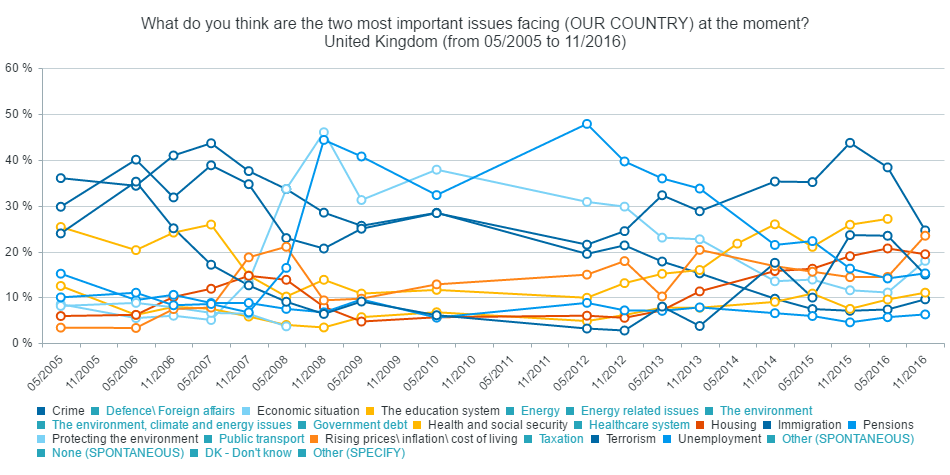 What do you think are the two most important issues facing (OUR COUNTRY) at the moment?
United Kingdom (from 05/2005 to 11/2016)
60 %
50 %
40 %
30 %
20 %
10 %
0 %
05/2005 11/2005 05/2006 11/2006 05/2007 11/2007 05/2008 11/2008 05/2009 11/2009 05/2010 11/2010 05/2011 11/2011 05/2012 11/2012 05/2013 11/2013 05/2014 11/2014 05/2015 11/2015 05/2016 11/2016
Crime Defence\ Foreign affairs Economic situation The education system Energy Energy related issues The environment
The environment, climate and energy issues Government debt Health and social security Healthcare system Housing Immigration Pensions
Protecting the environment Public transport Rising prices\ inflation\ cost of living Taxation Terrorism Unemployment Other (SPONTANEOUS)
None (SPONTANEOUS) DK - Don't know Other (SPECIFY)